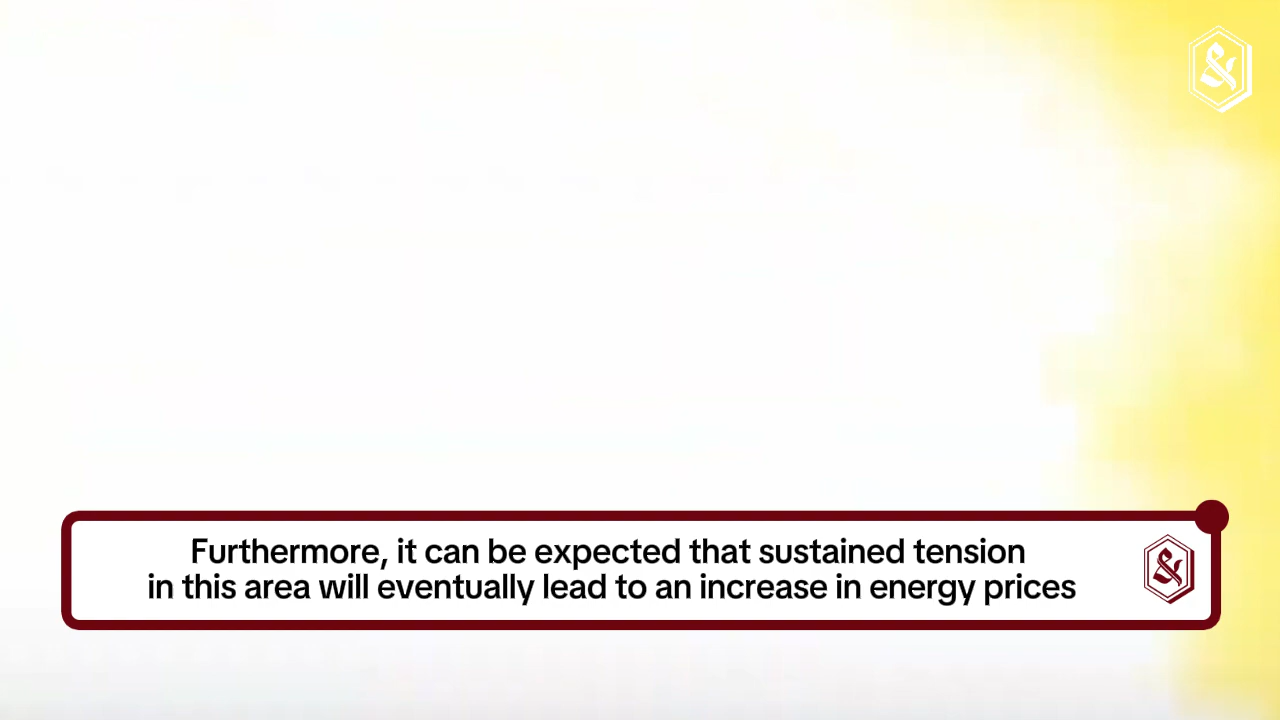 &
Furthermore, it can be expected that sustained tension
in this area will eventually lead to an increase in energy prices
&